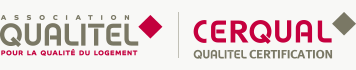 ASSOCIATION
QUALITEL
POUR LA QUALITÉ DU LOGEMENT
CERQUAL
QUALITEL CERTIFICATION